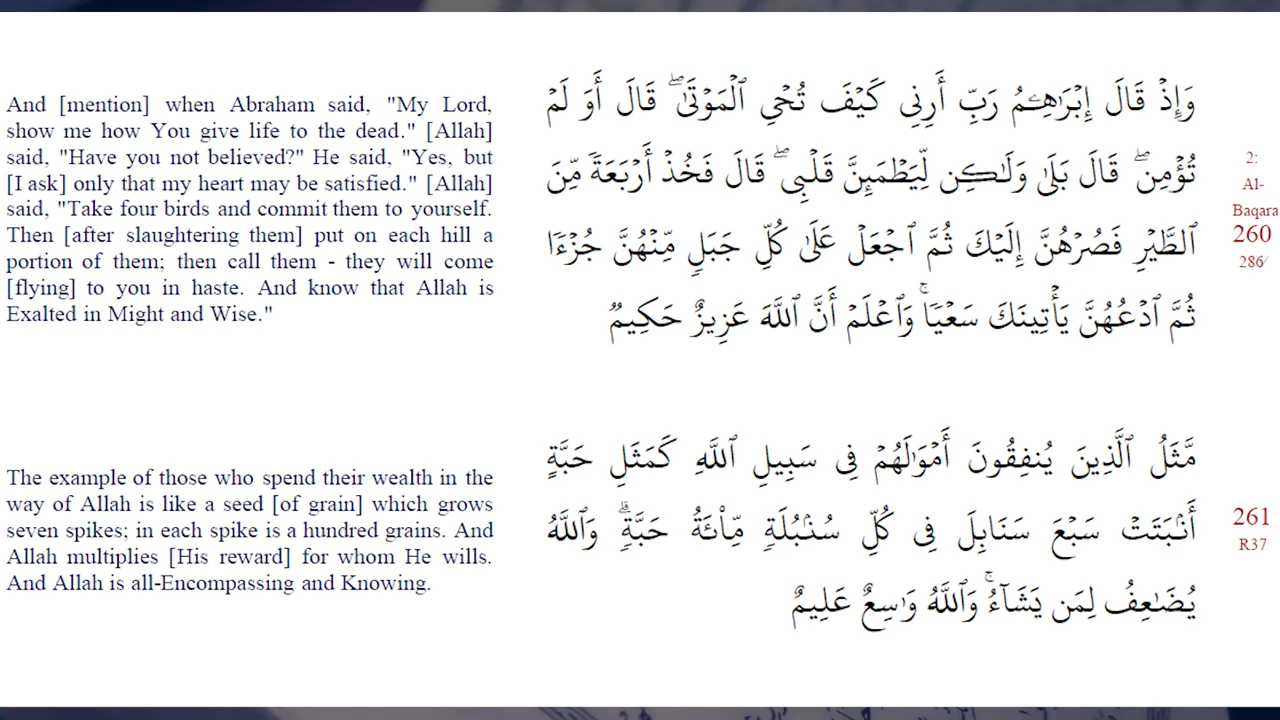 And [mention] when Abraham said, "My Lord,
show me how You give life to the dead." [Allah]
said, "Have you not believed?" He said, "Yes, but
[I ask] only that my heart may be satisfied." [Allah]
said, "Take four birds and commit them to yourself.
Then [after slaughtering them] put on each hill a
portion of them; then call them - they will come
[flying] to you in haste. And know that Allah is
Exalted in Might and Wise."
وَإِذْ قَالَ إِبْرَٰهِـۧمُ رَبِّ أَرِنِى كَيْفَ تُحْىِ ٱلْمَوْتَىٰ ۖ قَالَ أَوَ لَمْ
تُؤْمِن ۖ قَالَ بَلَىٰ وَلَـٰكِن لِّيَطْمَئِنَّ قَلْبِى ۖ قَالَ فَخُذْ أَرْبَعَةً مِّنَ
ٱلطَّيْرِ فَصُرْهُنَّ إِلَيْكَ ثُمَّ ٱجْعَلْ عَلَىٰ كُلِّ جَبَلٍ مِّنْهُنَّ جُزْءًا
ثُمَّ ٱدْعُهُنَّ يَأْتِينَكَ سَعْيًا ۚ وَٱعْلَمْ أَنَّ ٱللَّهَ عَزِيزٌ حَكِيمٌ
2:
Al-
Baqara
260
286/
The example of those who spend their wealth in the
way of Allah is like a seed [of grain] which grows
seven spikes; in each spike is a hundred grains. And
Allah multiplies [His reward] for whom He wills.
And Allah is all-Encompassing and Knowing.
مَّثَلُ ٱلَّذِينَ يُنفِقُونَ أَمْوَٰلَهُمْ فِى سَبِيلِ ٱللَّهِ كَمَثَلِ حَبَّةٍ
أَنۢبَتَتْ سَبْعَ سَنَابِلَ فِى كُلِّ سُنۢبُلَةٍ مِّا۟ئَةُ حَبَّةٍ ۗ وَٱللَّهُ
يُضَـٰعِفُ لِمَن يَشَآءُ ۚ وَٱللَّهُ وَٰسِعٌ عَلِيمٌ
261
R37